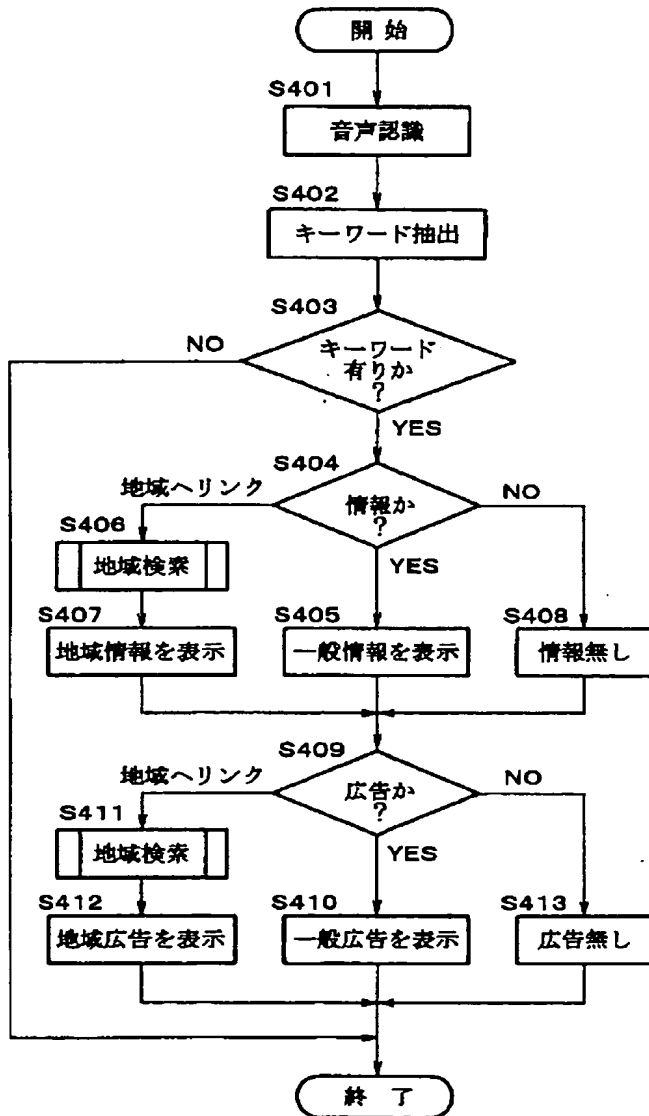 開始
S401
音声認識
S402
キーワード抽出
S403
NO
キーワード
有りか
?
YES
S404
地域へリンク
情報か
?
NO
S406
地域検索
YES
S407
地域情報を表示
S405
一般情報を表示
S408
情報無し
S409
地域へリンク
広告か
?
NO
S411
地域検索
YES
S412
地域広告を表示
S410
一般広告を表示
S413
広告無し
終了